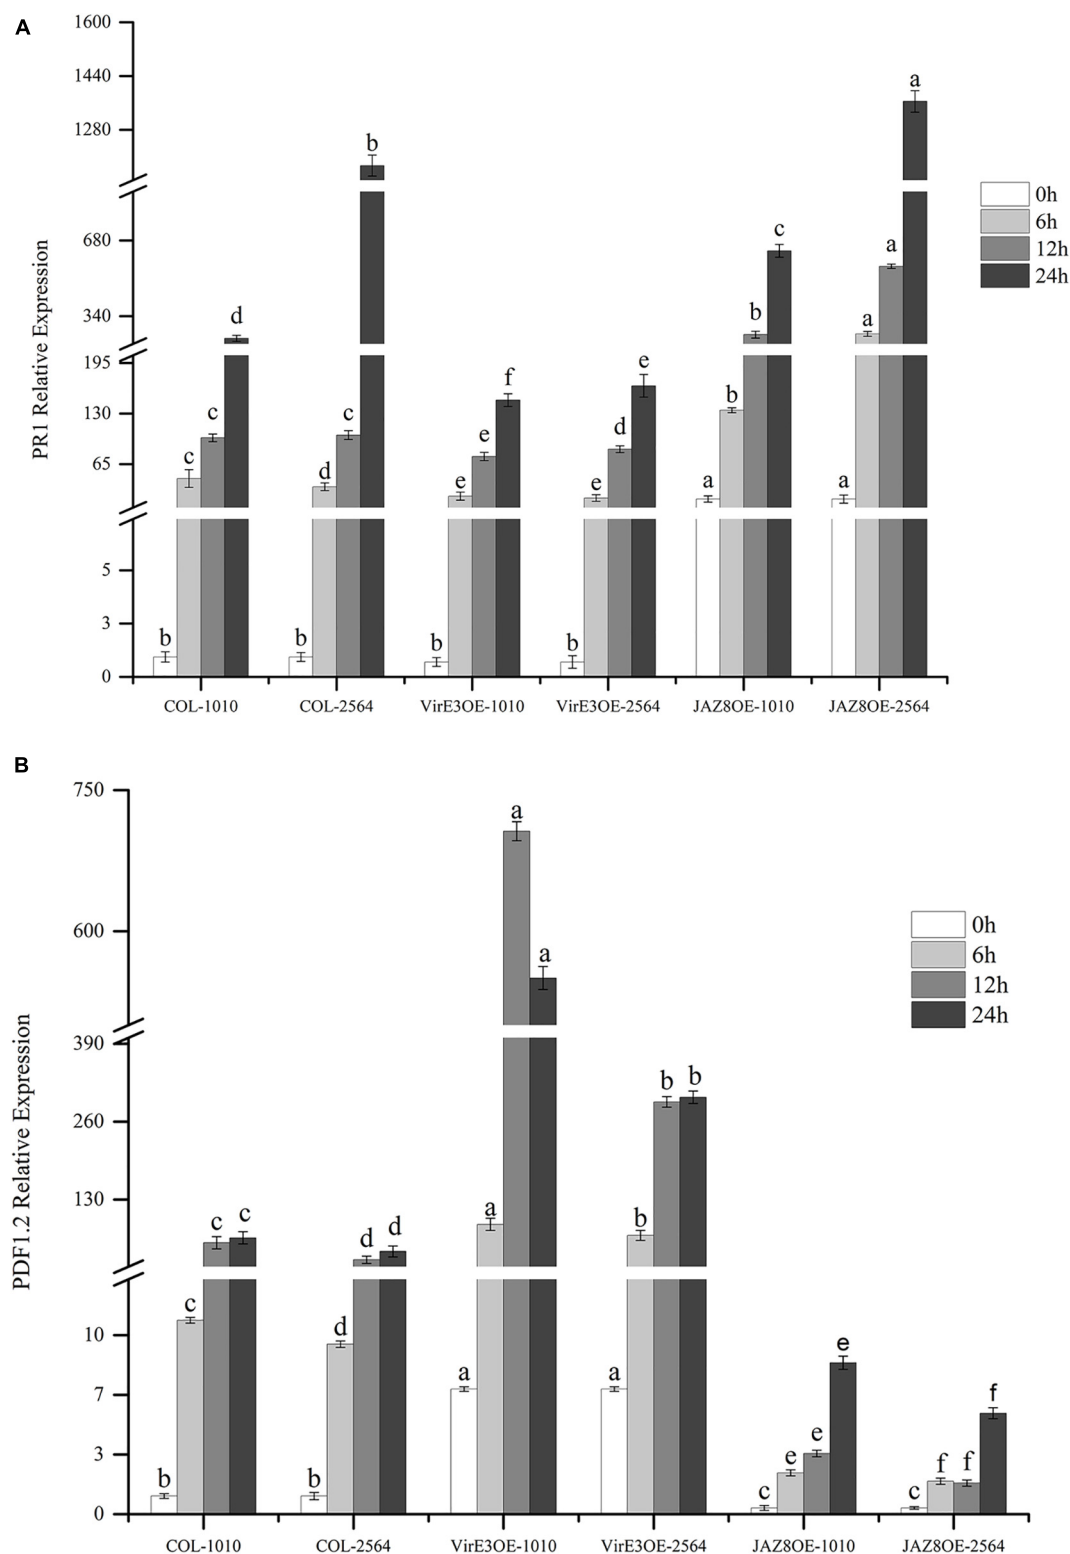 A
1600
1440
1280
680
340
195
130
65
5
3
0
PR1 Relative Expression
b c c d
b d c b
b e e f
b e d e
a b b c
a a a a
0h
6h
12h
24h
COL-1010 COL-2564 VirE3OE-1010 VirE3OE-2564 JAZ8OE-1010 JAZ8OE-2564
B
750
600
390
260
130
10
7
3
0
PDF1.2 Relative Expression
b c c c
b d d d
a a a a
a b b b
c e e e
c f f f
0h
6h
12h
24h
COL-1010 COL-2564 VirE3OE-1010 VirE3OE-2564 JAZ8OE-1010 JAZ8OE-2564